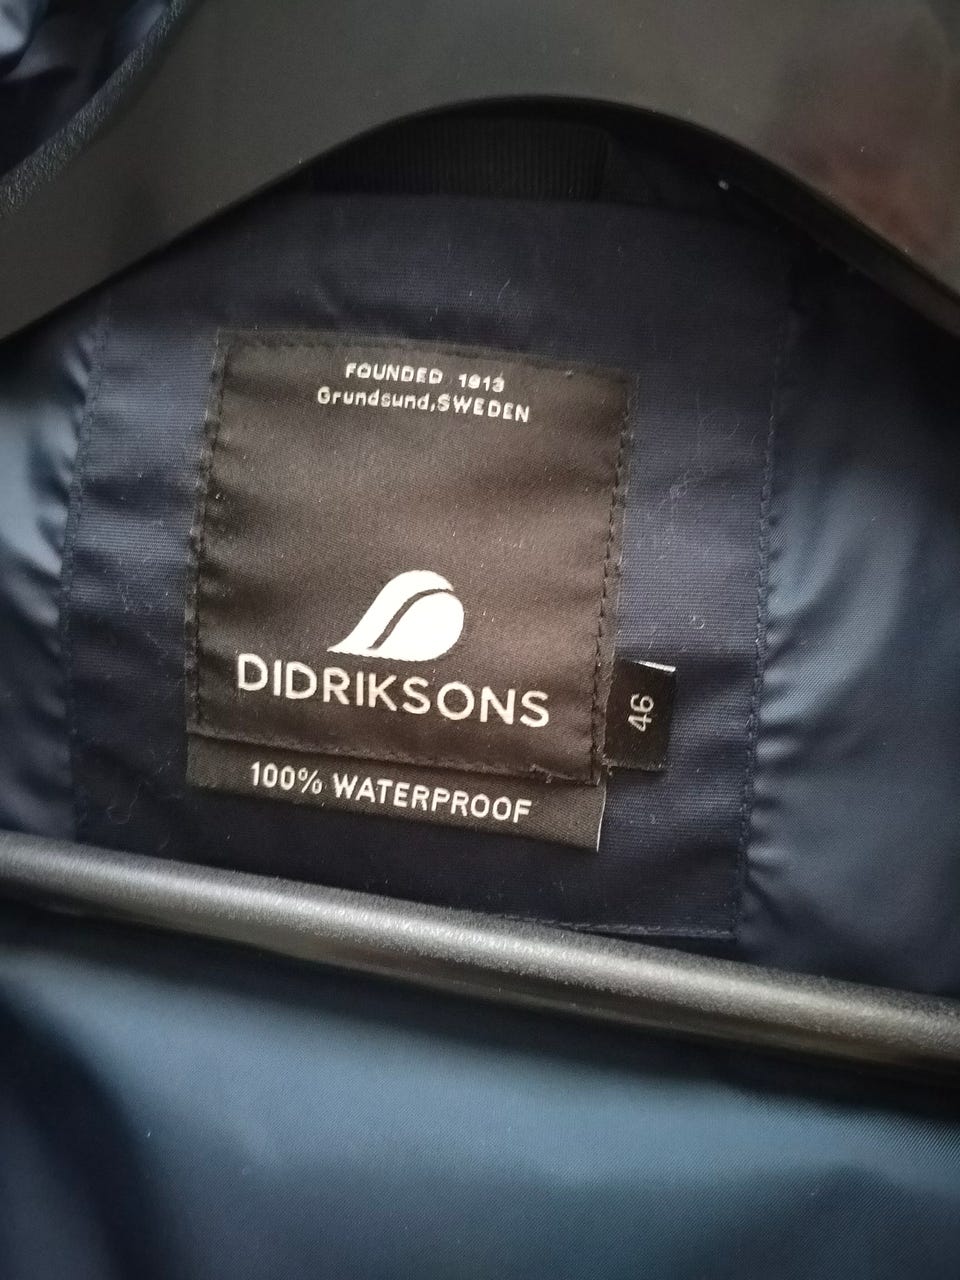 FOUNDED 1913
Grundsund,SWEDEN
DIDRIKSONS
46
100% WATERPROOF